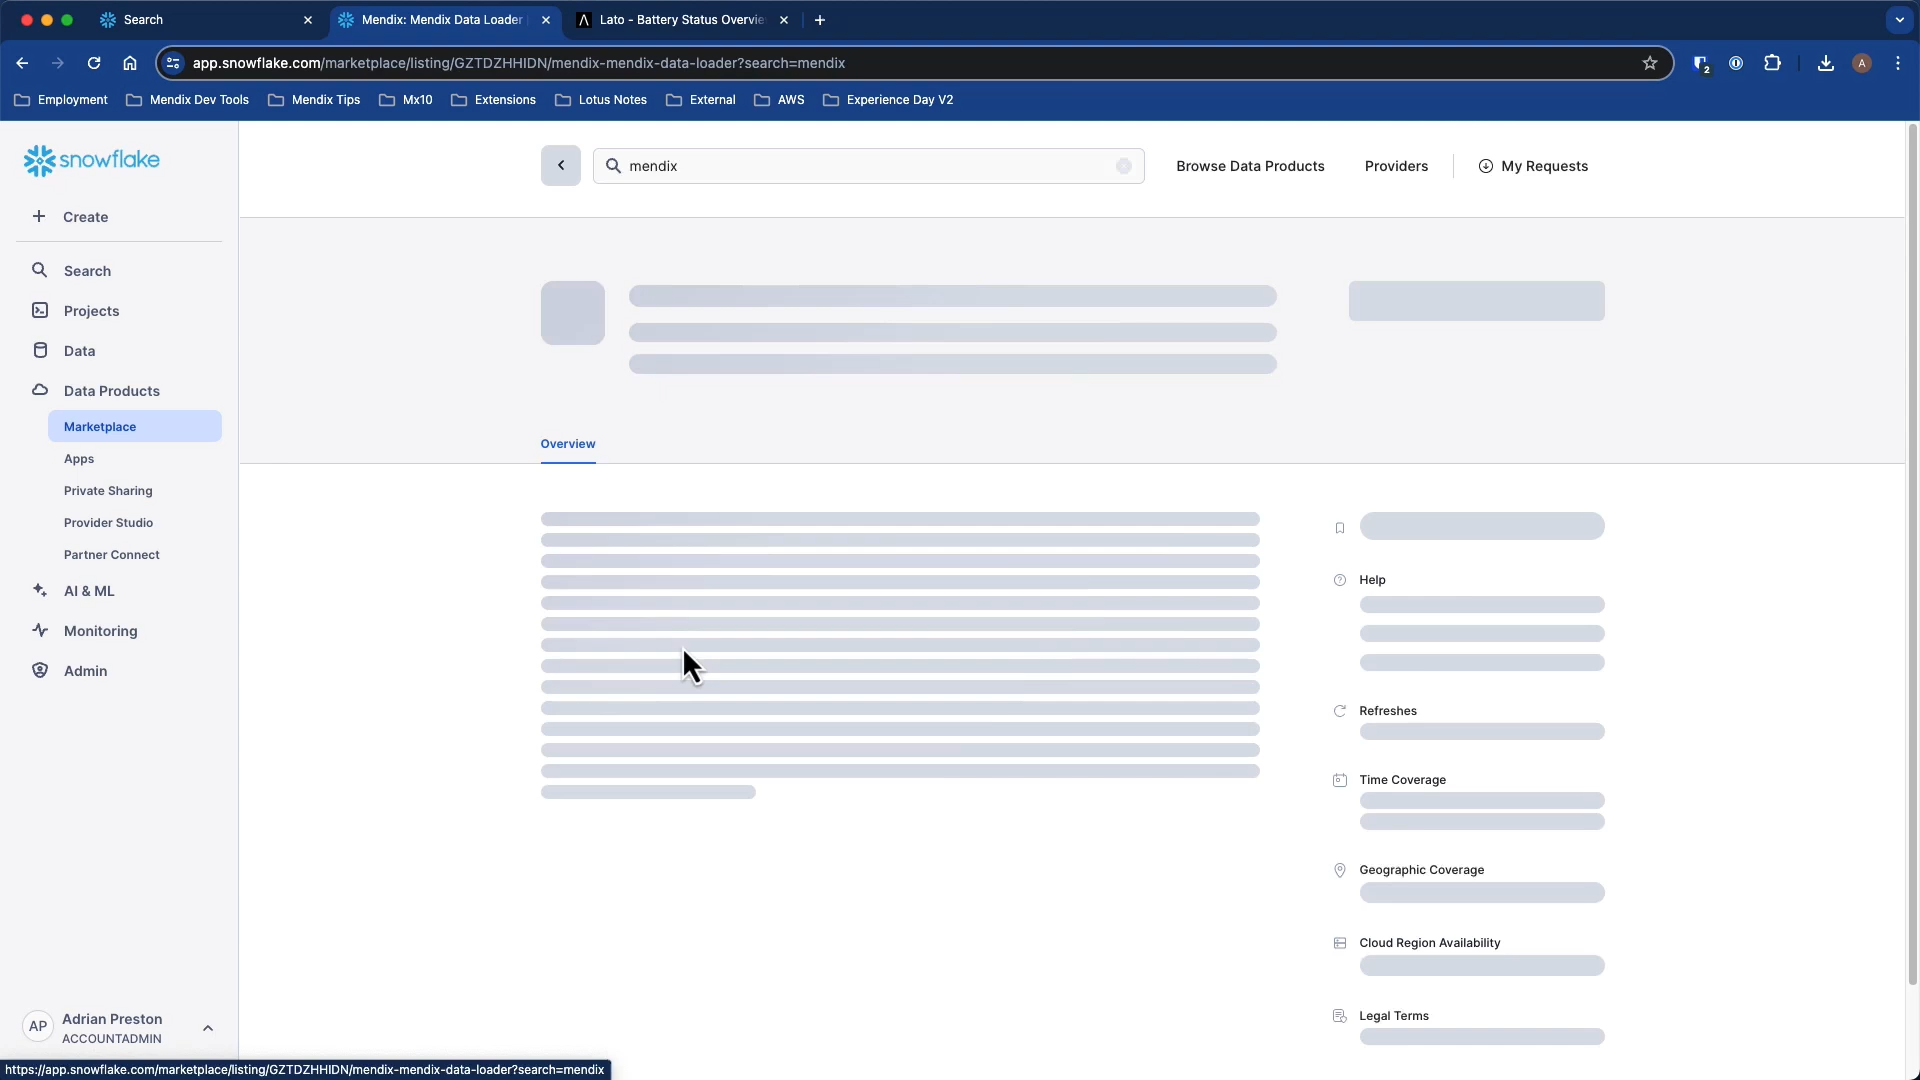 Search
Mendix: Mendix Data Loader
Lato - Battery Status Overvie
app.snowflake.com/marketplace/listing/GZTDZHHIDN/mendix-mendix-data-loader?search=mendix
2
A
Employment
Mendix Dev Tools
Mendix Tips
Mx10
Extensions
Lotus Notes
External
AWS
Experience Day V2
snowflake
mendix
Browse Data Products
Providers
My Requests
Create
Search
Projects
Data
Data Products
Marketplace
Apps
Private Sharing
Provider Studio
Partner Connect
AI & ML
Monitoring
Admin
Overview
Help
Refreshes
Time Coverage
Geographic Coverage
Cloud Region Availability
Legal Terms
AP
Adrian Preston
ACCOUNTADMIN
https://app.snowflake.com/marketplace/listing/GZTDZHHIDN/mendix-mendix-data-loader?search=mendix